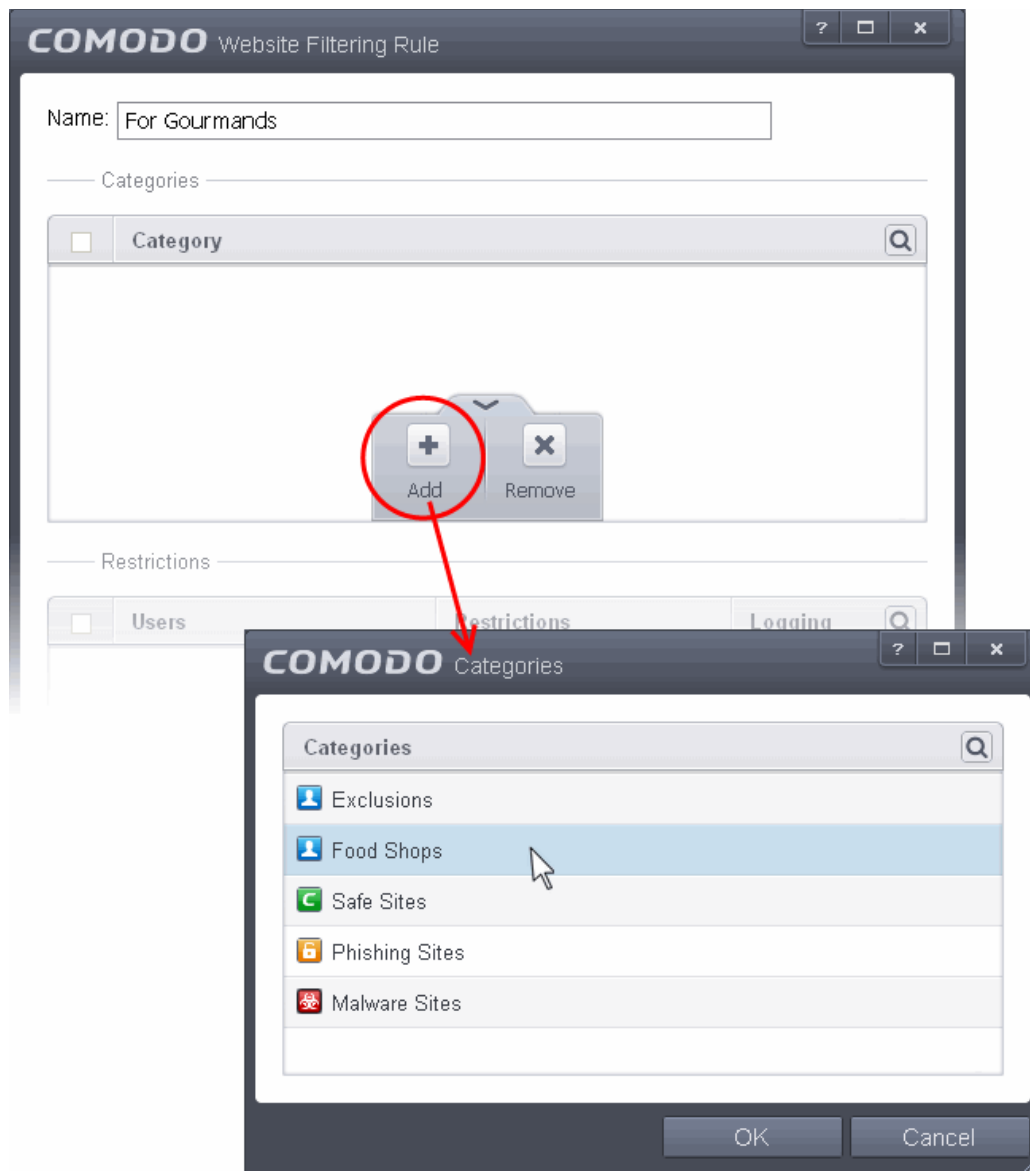 COMODO Website Filtering Rule
?
Name: For Gourmands
Categories
Category
Add Remove
Restrictions
Users Restrictions Logging
COMODO Categories
?
Categories
Exclusions
Food Shops
Safe Sites
Phishing Sites
Malware Sites
OK Cancel